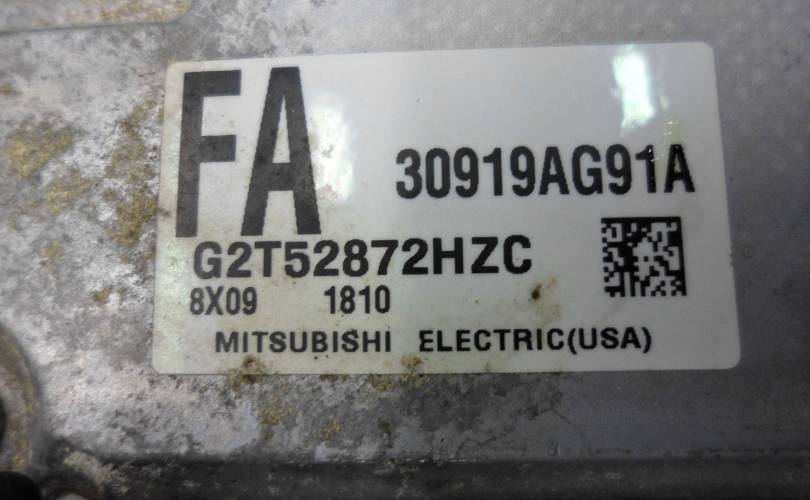 FA
30919AG91A
G2T52872HZC
8X09 1810
MITSUBISHI ELECTRIC(USA)